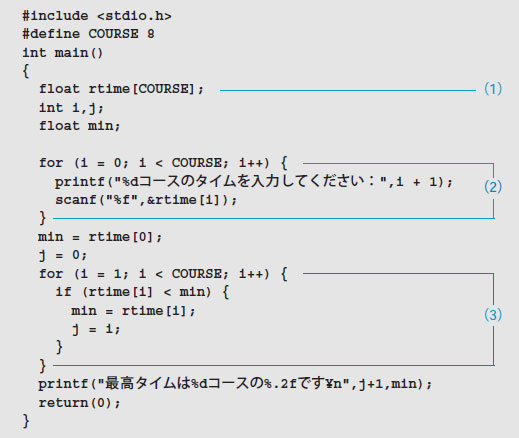 #include <stdio.h>
#define COURSE 8
int main()
{
float rtime[COURSE]; (1)
int i,j;
float min;
for (i = 0; i < COURSE; i++) {
printf("%dコースのタイムを入力してください：",i + 1); (2)
scanf("%f",&rtime[i]);
}
min = rtime[0];
j = 0;
for (i = 1; i < COURSE; i++) {
if (rtime[i] < min) {
min = rtime[i]; (3)
j = i;
}
}
printf("最高タイムは%dコースの%.2fです¥n",j+1,min);
return(0);
}